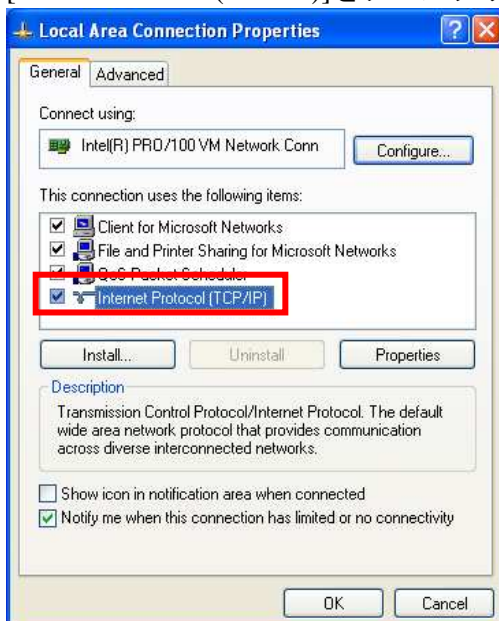 Local Area Connection Properties
General Advanced
Connect using:
Intel(R) PRO/100 VM Network Conn
Configure...
This connection uses the following items:
Client for Microsoft Networks
File and Printer Sharing for Microsoft Networks
QoS Packet Scheduler
Internet Protocol (TCP/IP)
Install... Uninstall Properties
Description
Transmission Control Protocol/Internet Protocol. The default
wide area network protocol that provides communication
across diverse interconnected networks.
Show icon in notification area when connected
Notify me when this connection has limited or no connectivity
OK Cancel